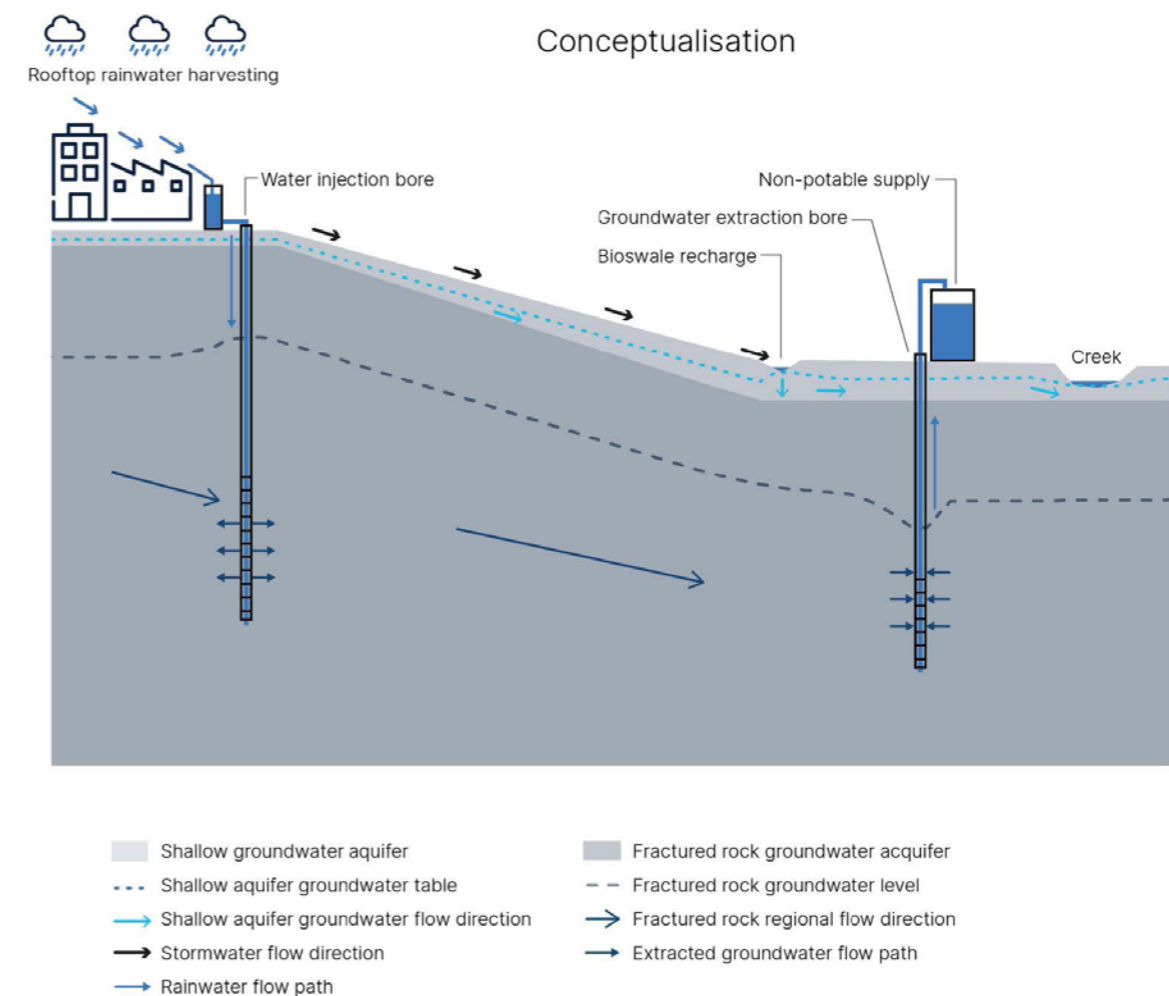 Conceptualisation
Rooftop rainwater harvesting
Water injection bore
Non-potable supply
Groundwater extraction bore
Bioswale recharge
Creek
Shallow groundwater aquifer
Shallow aquifer groundwater table
Shallow aquifer groundwater flow direction
Stormwater flow direction
Rainwater flow path
Fractured rock groundwater acquifer
Fractured rock groundwater level
Fractured rock regional flow direction
Extracted groundwater flow path